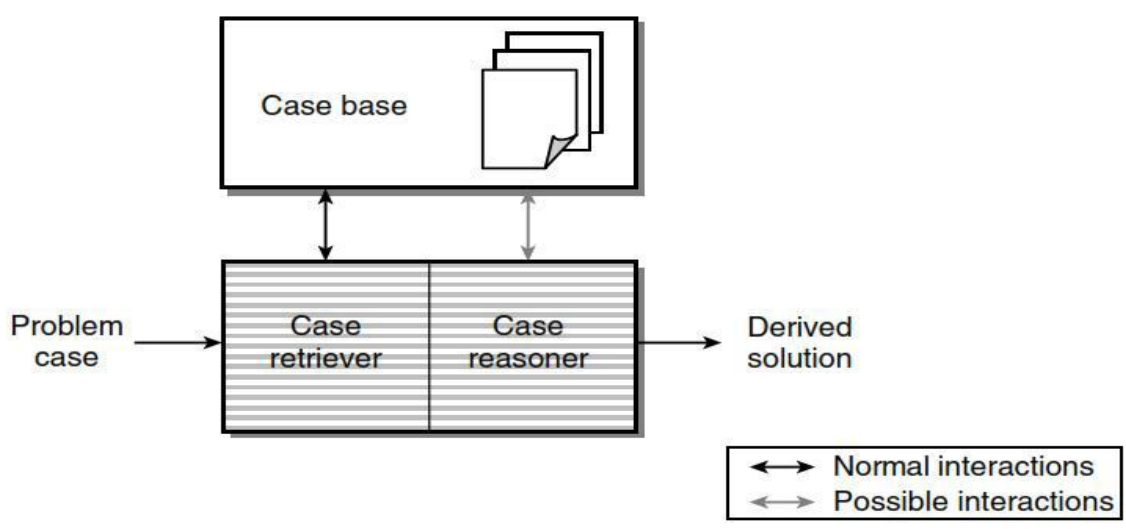 Case base
Problem
case
Case
retriever
Case
reasoner
Derived
solution
Normal interactions
Possible interactions